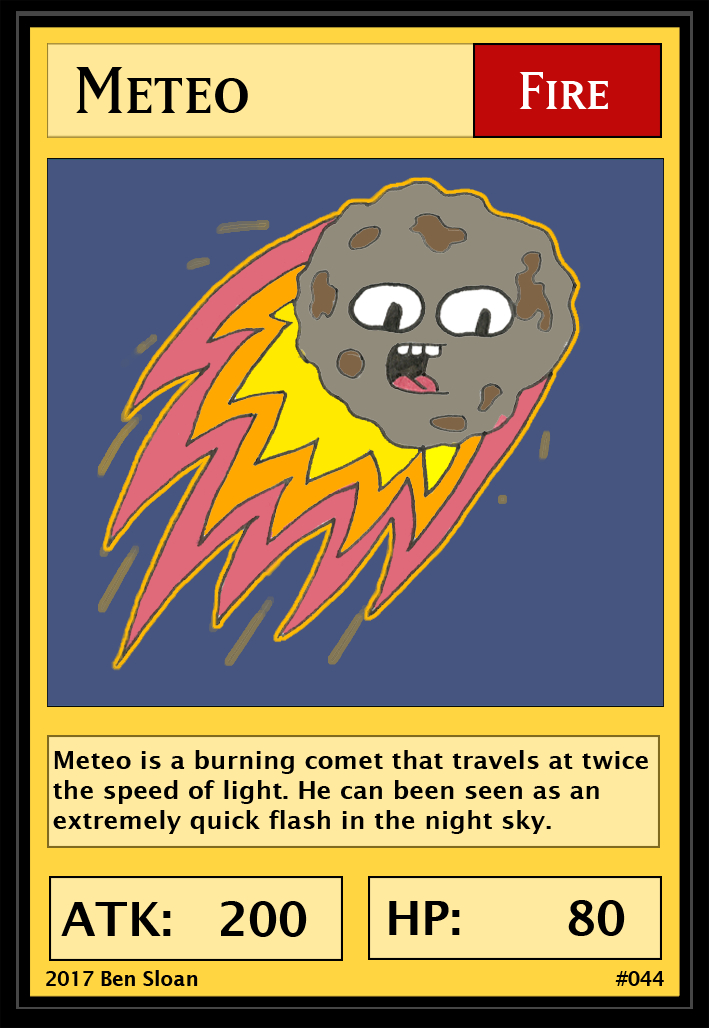 Meteo
Fire
Meteo is a burning comet that travels at twice
the speed of light. He can been seen as an
extremely quick flash in the night sky.
ATK: 200
HP: 80
2017 Ben Sloan
#044